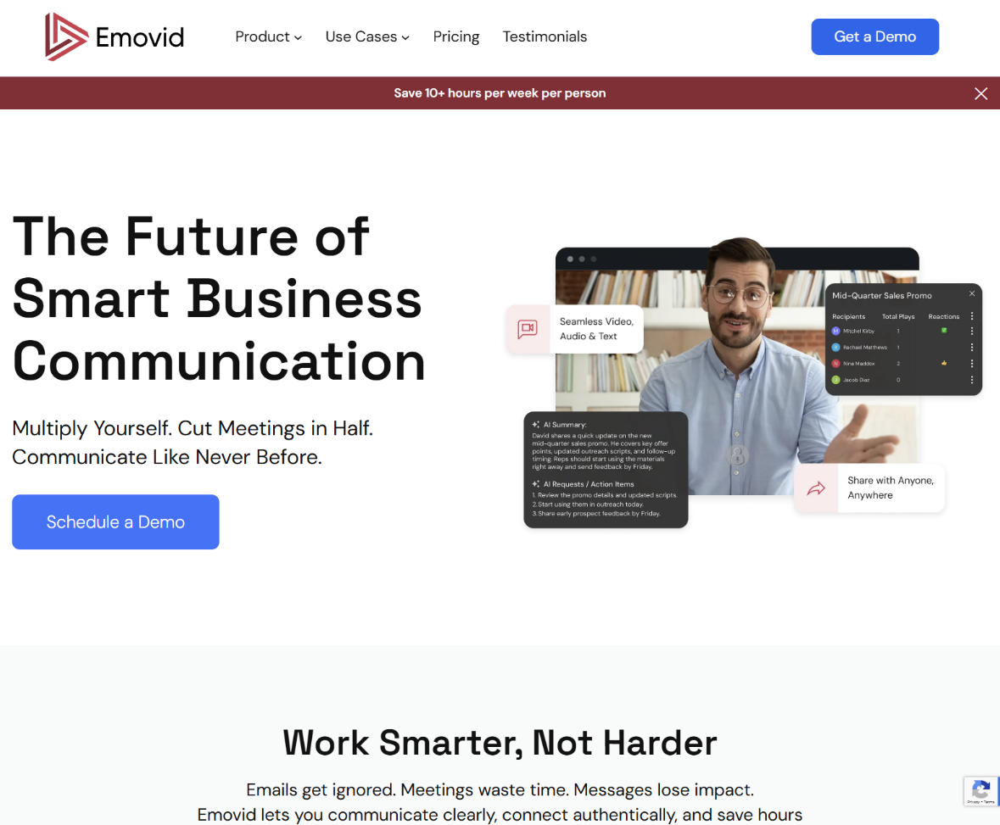 Emovid
Product
Use Cases
Pricing
Testimonials
Get a Demo
Save 10+ hours per week per person
The Future of
Smart Business
Communication
Multiply Yourself. Cut Meetings in Half.
Communicate Like Never Before.
Schedule a Demo
Seamless Video,
Audio & Text
Mid-Quarter Sales Promo
Recipients Total Plays Reactions
M Mitchel Kirby 1
R Rachael Matthews 1
N Nina Maddox 2
J Jacob Diaz 0
AI Summary:
David shares a quick update on the new
mid-quarter sales promo. He covers key offer
points, updated outreach scripts, and follow-up
timing. Reps should start using the materials
right away and send feedback by Friday.
AI Requests / Action Items
1. Review the promo details and updated scripts.
2. Start using them in outreach today.
3. Share early prospect feedback by Friday.
Share with Anyone,
Anywhere
Work Smarter, Not Harder
Emails get ignored. Meetings waste time. Messages lose impact.
Emovid lets you communicate clearly, connect authentically, and save hours
Privacy - Terms